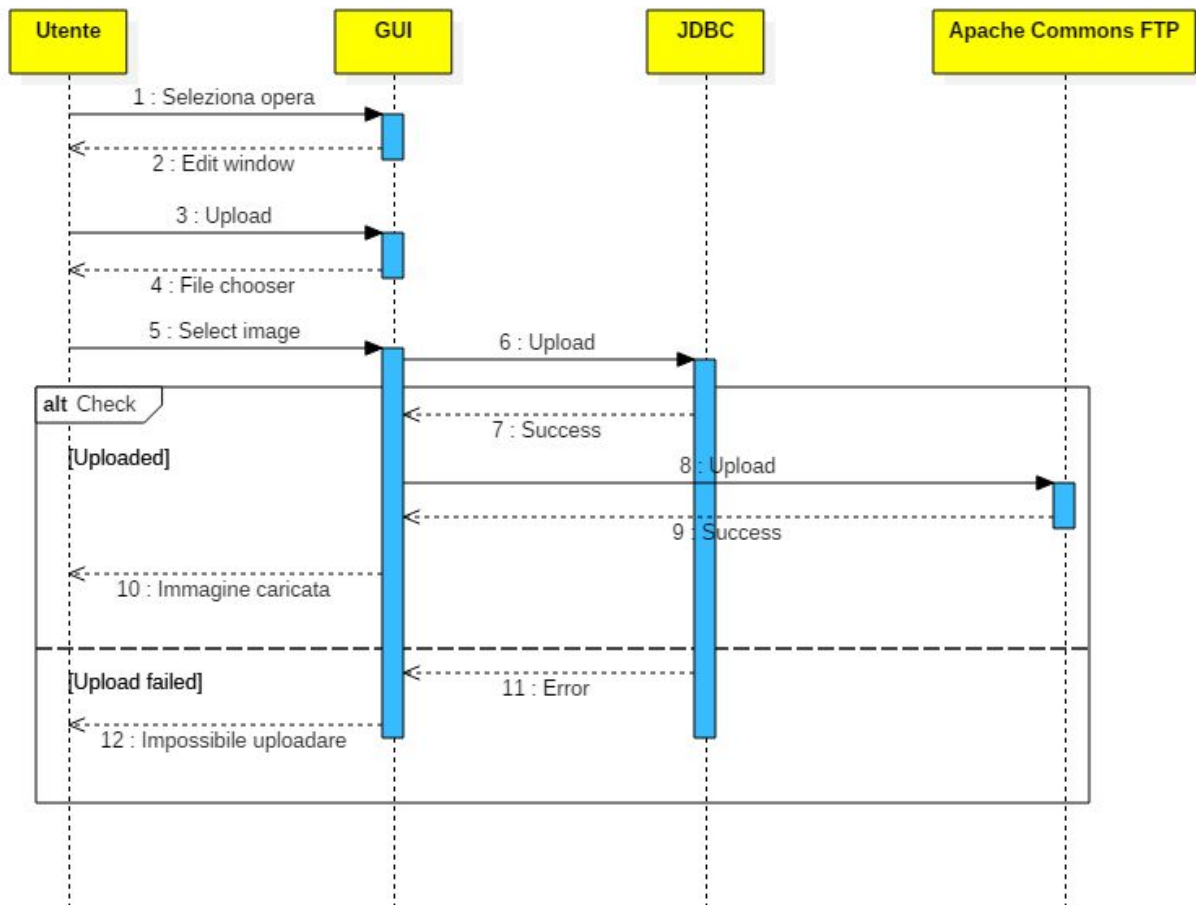 Utente
GUI
JDBC
Apache Commons FTP
1 : Seleziona opera
2 : Edit window
3 : Upload
4 : File chooser
5 : Select image
6 : Upload
alt Check
7 : Success
[Uploaded]
8 : Upload
9 : Success
10 : Immagine caricata
[Upload failed]
11 : Error
12 : Impossibile uploadare